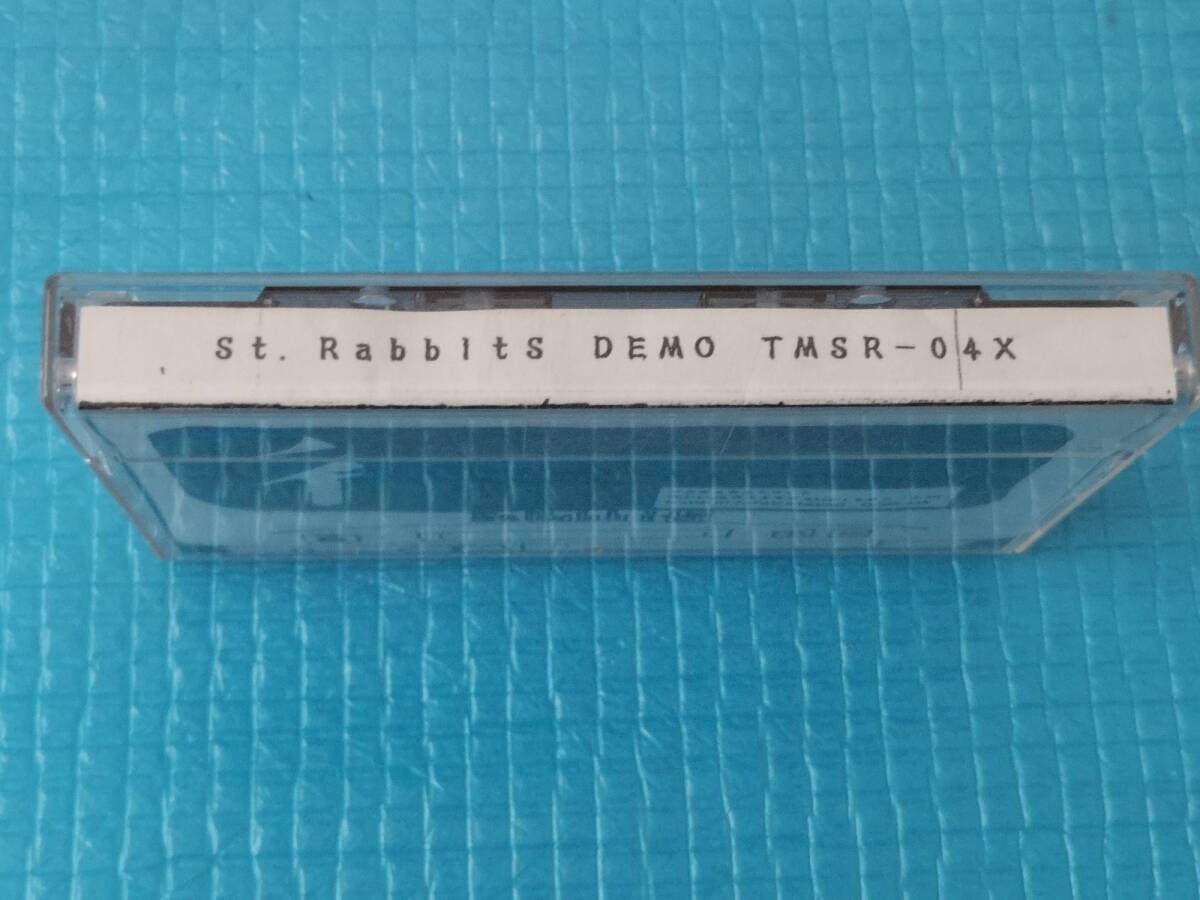 St. RabbItS DEMO TMSR-04X